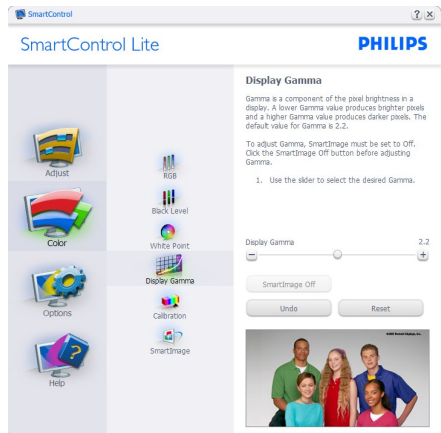 SmartControl
SmartControl Lite
PHILIPS
Adjust
Color
Options
Help
RGB
Black Level
White Point
Display Gamma
Calibration
SmartImage
Display Gamma
Gamma is a component of the pixel brightness in a
display. A lower Gamma value produces brighter pixels
and a higher Gamma value produces darker pixels. The
default value for Gamma is 2.2.
To adjust Gamma, SmartImage must be set to Off.
Click the SmartImage Off button before adjusting
Gamma.
1. Use the slider to select the desired Gamma.
Display Gamma 2.2
SmartImage Off
Undo Reset